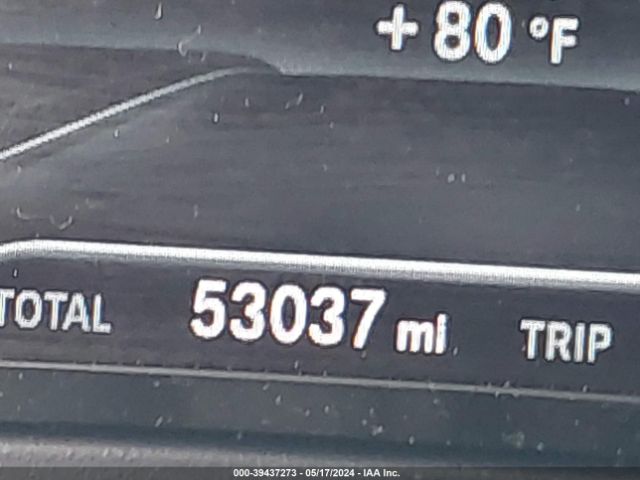 + 80 °F
TOTAL 53037 mi TRIP
000-39437273 - 05/17/2024 - IAA Inc.